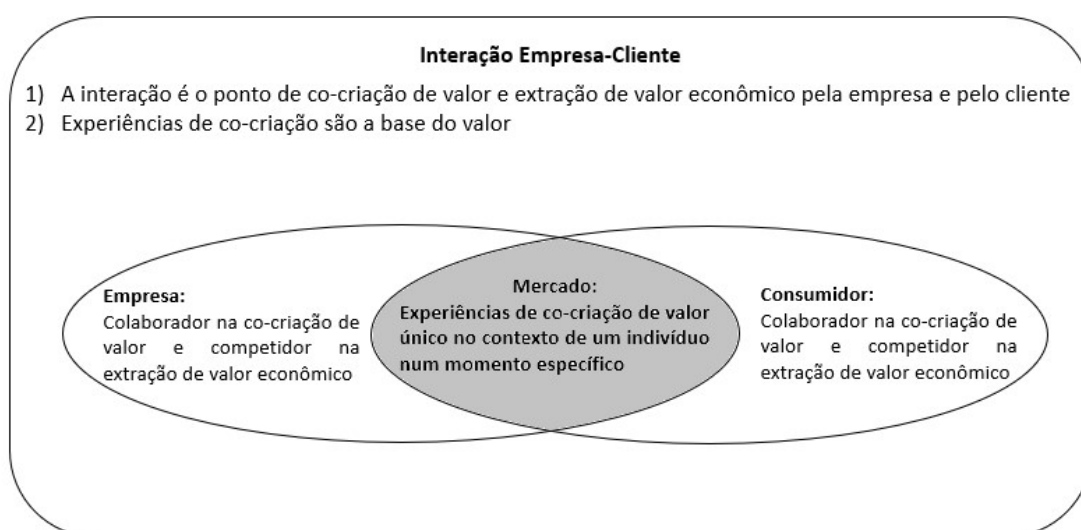 Interação Empresa-Cliente
1) A interação é o ponto de co-criação de valor e extração de valor econômico pela empresa e pelo cliente
2) Experiências de co-criação são a base do valor
Empresa:
Colaborador na co-criação de
valor e competidor na
extração de valor econômico
Mercado:
Experiências de co-criação de valor
único no contexto de um indivíduo
num momento específico
Consumidor:
Colaborador na co-criação de
valor e competidor na
extração de valor econômico